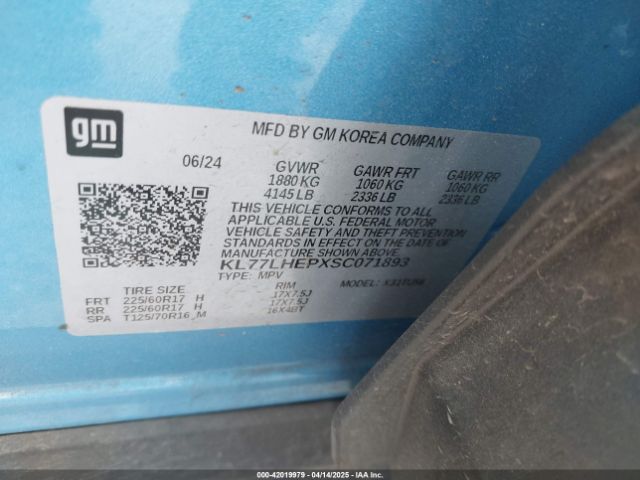 gm
MFD BY GM KOREA COMPANY
06/24 GVWR GAWR FRT GAWR RR
1880 KG 1060 KG 1060 KG
4145 LB 2336 LB 2336 LB
THIS VEHICLE CONFORMS TO ALL
APPLICABLE U.S. FEDERAL MOTOR
VEHICLE SAFETY AND THEFT PREVENTION
STANDARDS IN EFFECT ON THE DATE OF
MANUFACTURE SHOWN ABOVE.
KL77LHEPXSC071893
TYPE: MPV MODEL:
TIRE SIZE RIM
FRT 225/60R17 H 17X7.5J
RR 225/60R17 H 17X7.5J
SPA T125/70R16 M 16X4BT
000-42019979 | 04/14/2025 | IAA Inc.